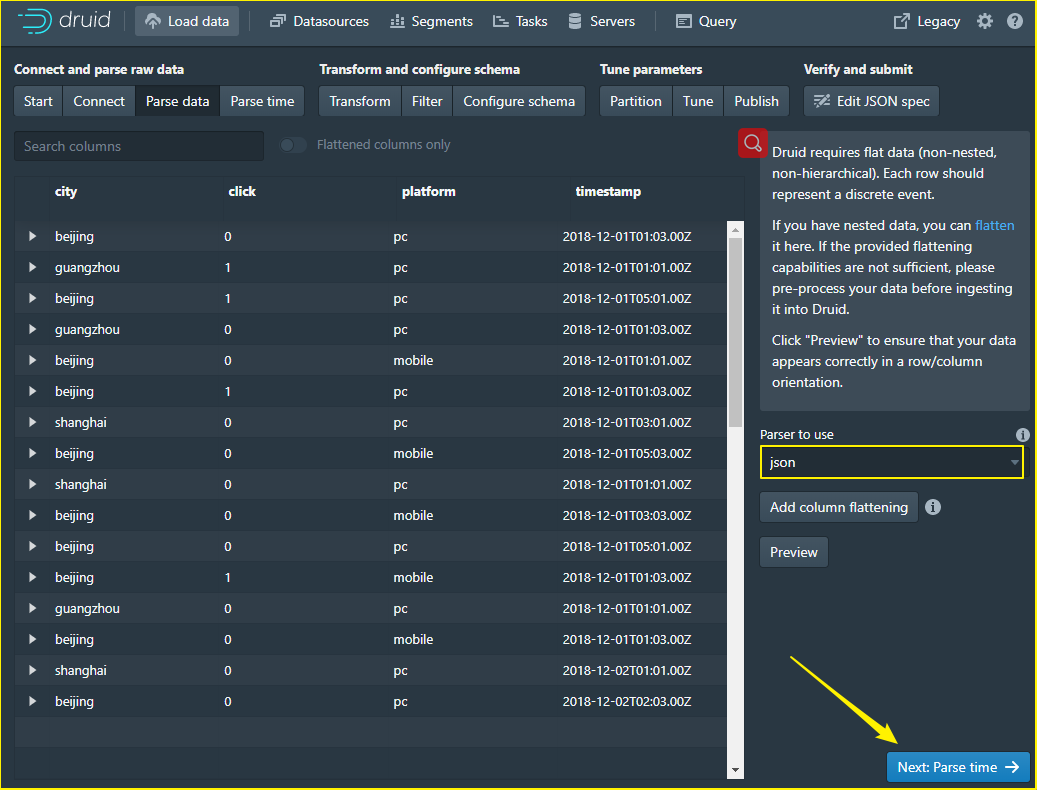 druid Load data Datasources Segments Tasks Servers Query Legacy
Connect and parse raw data Transform and configure schema Tune parameters Verify and submit
Start Connect Parse data Parse time Transform Filter Configure schema Partition Tune Publish Edit JSON spec
Search columns Flattened columns only
city click platform timestamp
beijing 0 pc 2018-12-01T01:03.00Z
guangzhou 1 pc 2018-12-01T01:01.00Z
beijing 1 pc 2018-12-01T05:01.00Z
guangzhou 0 pc 2018-12-01T01:03.00Z
beijing 0 mobile 2018-12-01T01:01.00Z
beijing 1 pc 2018-12-01T01:03.00Z
shanghai 0 pc 2018-12-01T03:01.00Z
beijing 0 mobile 2018-12-01T05:03.00Z
shanghai 0 pc 2018-12-01T01:01.00Z
beijing 0 mobile 2018-12-01T03:03.00Z
beijing 0 pc 2018-12-01T05:01.00Z
beijing 1 mobile 2018-12-01T01:03.00Z
guangzhou 0 pc 2018-12-01T01:01.00Z
beijing 0 mobile 2018-12-01T01:03.00Z
shanghai 0 pc 2018-12-02T01:01.00Z
beijing 0 pc 2018-12-02T02:03.00Z
Druid requires flat data (non-nested,
non-hierarchical). Each row should
represent a discrete event.
If you have nested data, you can flatten
it here. If the provided flattening
capabilities are not sufficient, please
pre-process your data before ingesting
it into Druid.
Click "Preview" to ensure that your data
appears correctly in a row/column
orientation.
Parser to use
json
Add column flattening
Preview
Next: Parse time